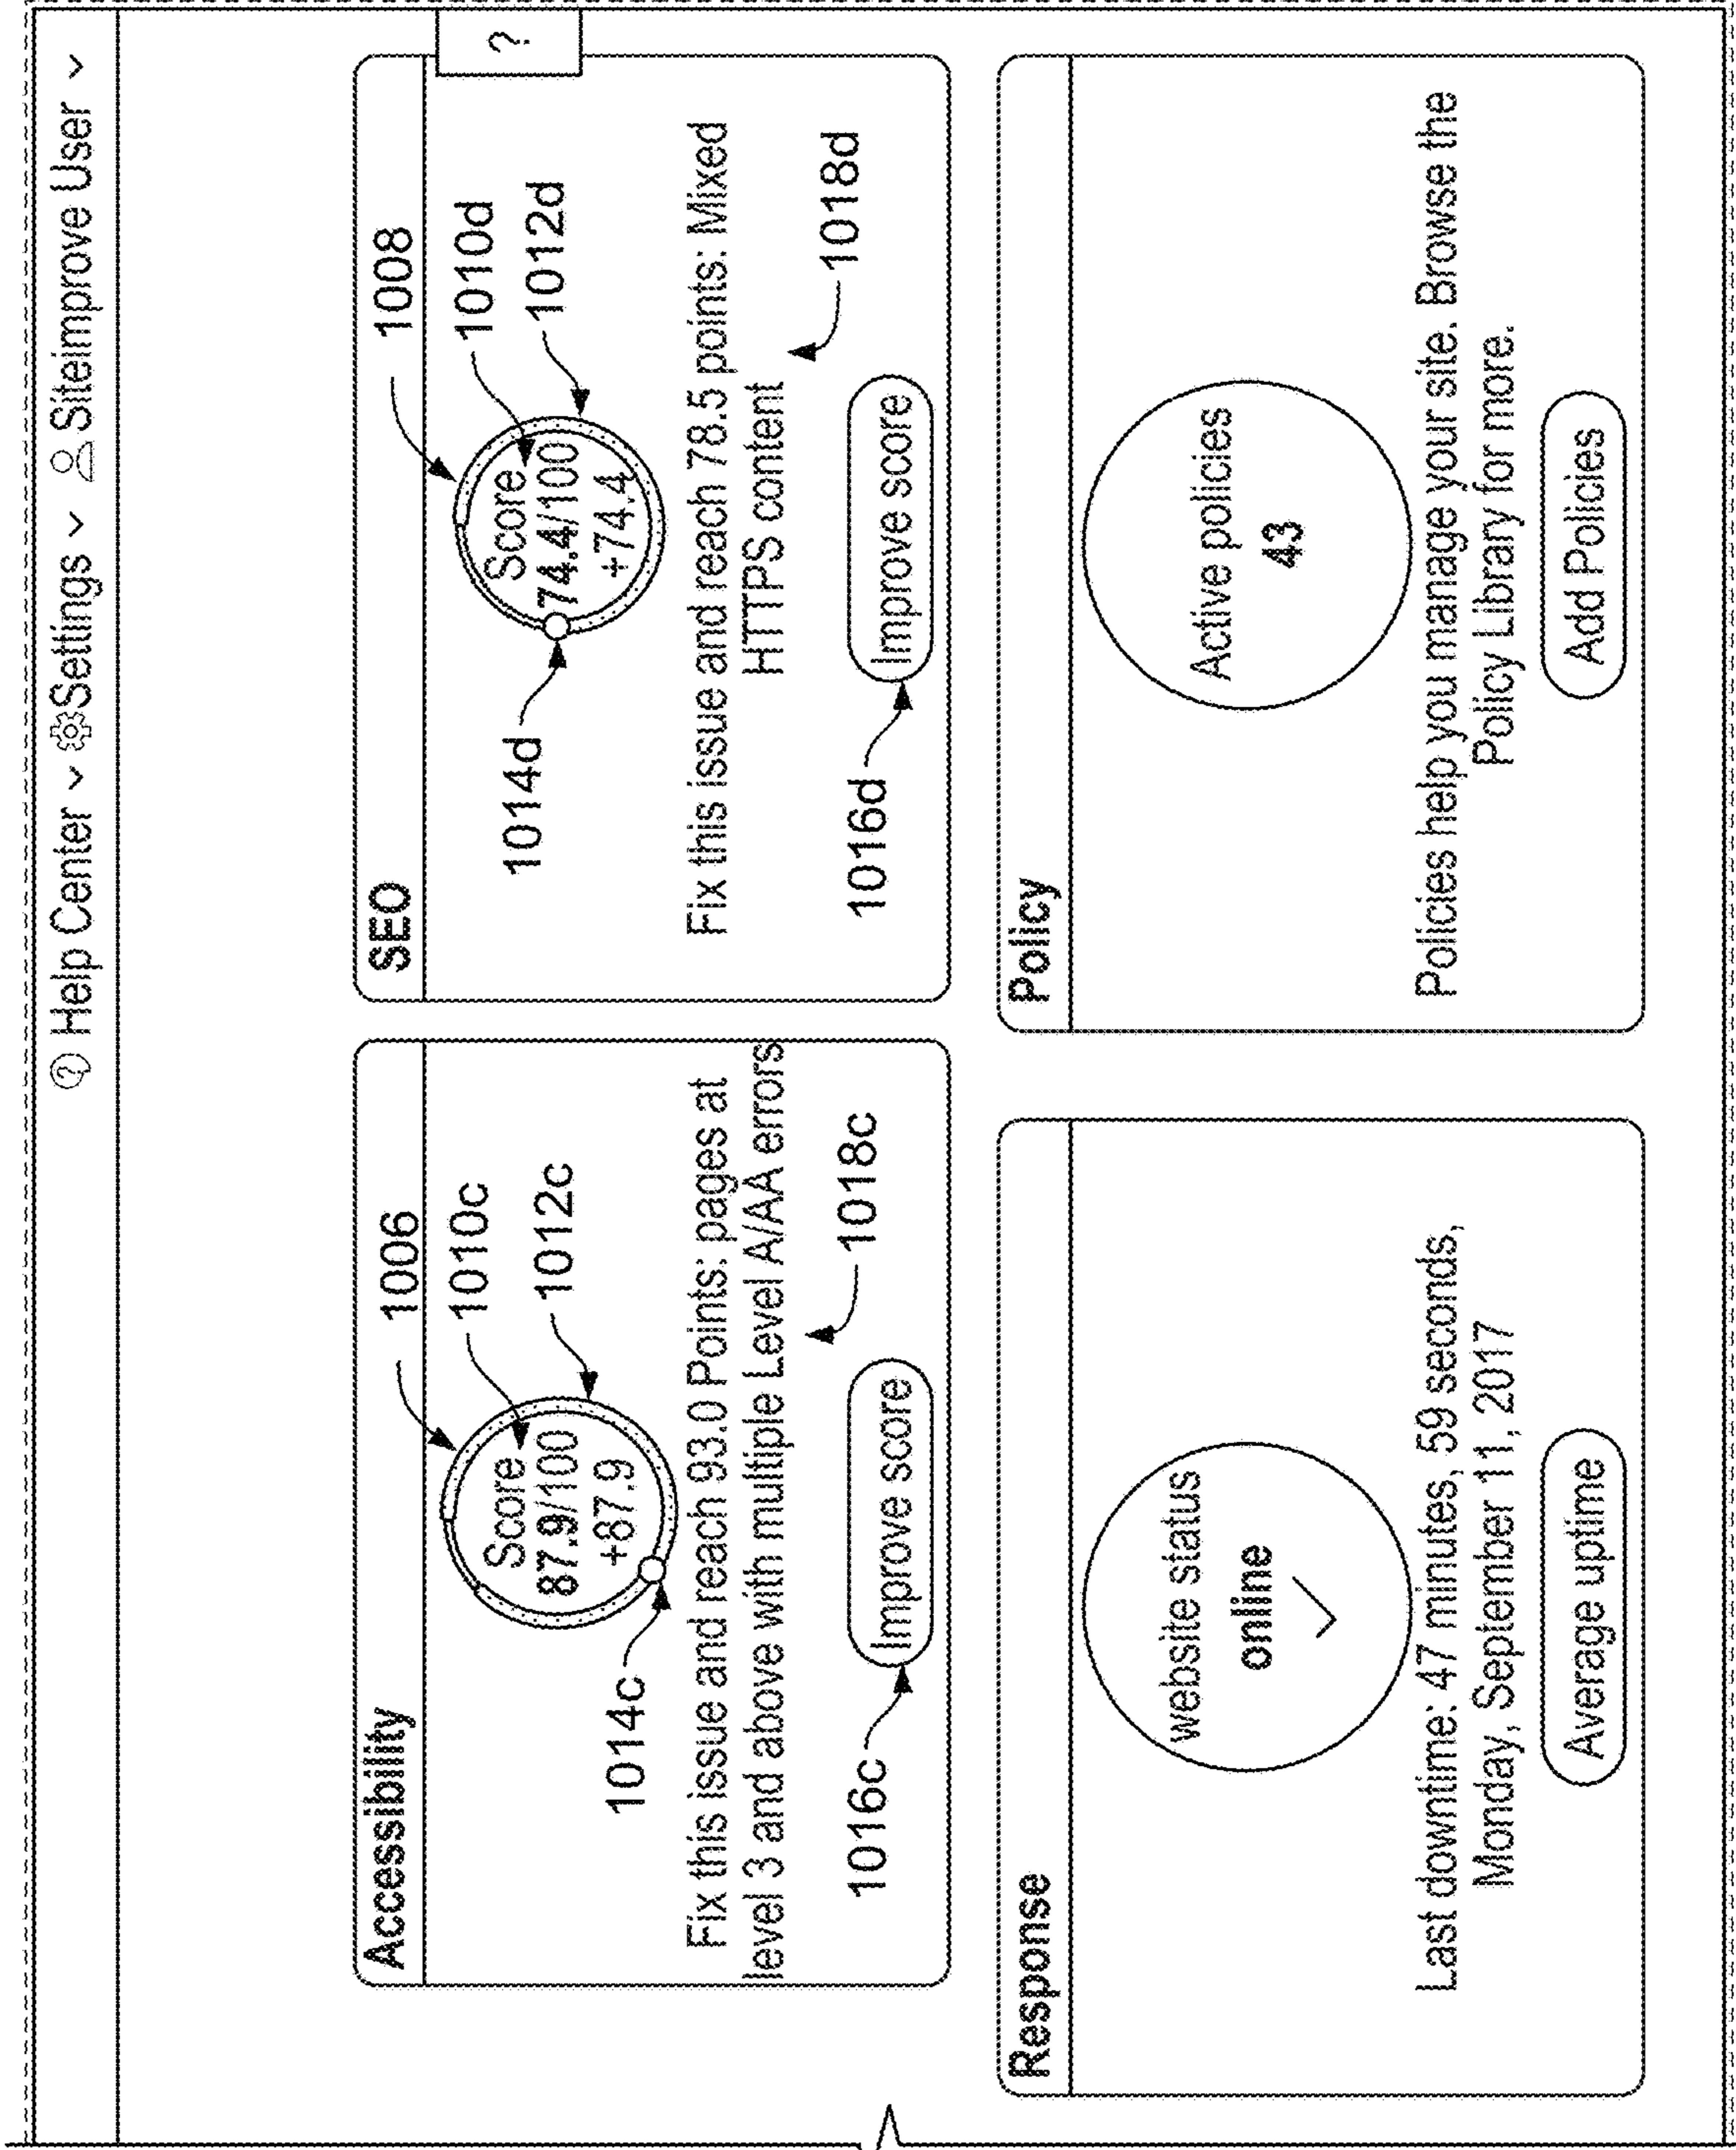 ? Help Center Settings Siteimprove User
Accessibility
1006
1010c
1012c
Score
87.9/100
+87.9
1014c
Fix this issue and reach 93.0 Points: pages at
level 3 and above with multiple Level A/AA errors
1018c
1016c
Improve score
SEO
?
1008
1010d
1012d
Score
74.4/100
+74.4
1014d
Fix this issue and reach 78.5 points: Mixed
HTTPS content
1018d
1016d
Improve score
Response
website status
online
Last downtime: 47 minutes, 59 seconds,
Monday, September 11, 2017
Average uptime
Policy
Active policies
43
Policies help you manage your site. Browse the
Policy Library for more.
Add Policies